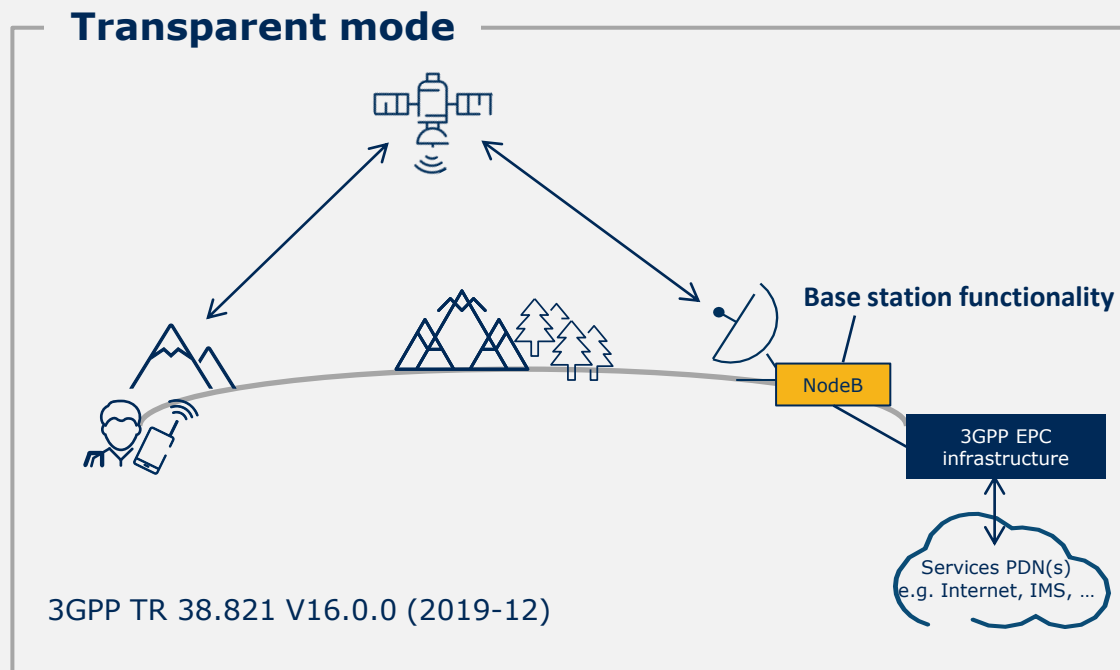 Transparent mode
Base station functionality
NodeB
3GPP EPC
infrastructure
Services PDN(s)
e.g. Internet, IMS, ...
3GPP TR 38.821 V16.0.0 (2019-12)